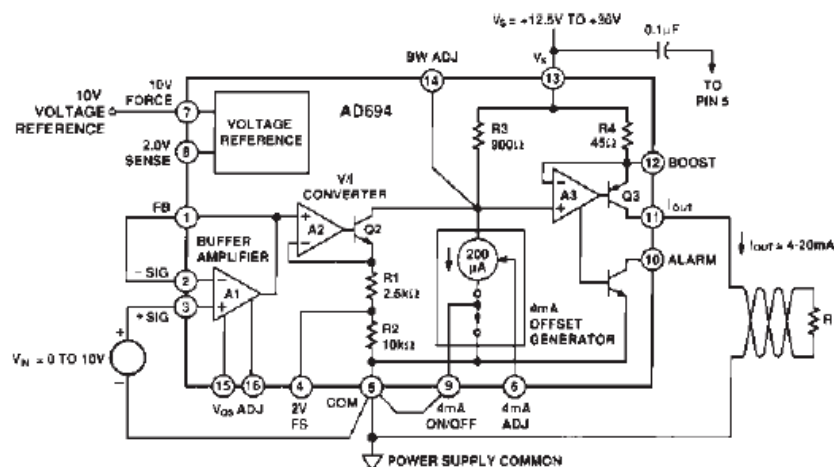 Vs = +12.5V TO +36V
0.1µF
TO
PIN 5
BW ADJ
14
Vs
13
10V
FORCE
10V
VOLTAGE
REFERENCE
7
VOLTAGE
REFERENCE
AD694
2.0V
SENSE
8
R3
900Ω
R4
45Ω
12
BOOST
V/I
CONVERTER
FB
1
A2
Q2
A3
Q3
11
IOUT
BUFFER
AMPLIFIER
– SIG
2
A1
+SIG
3
R1
2.5kΩ
R2
10kΩ
200
µA
4mA
OFFSET
GENERATOR
10
ALARM
IOUT = 4-20mA
RL
VIN = 0 TO 10V
15
16
4
5
9
6
VOS ADJ
2V
FS
COM
4mA
ON/OFF
4mA
ADJ
POWER SUPPLY COMMON